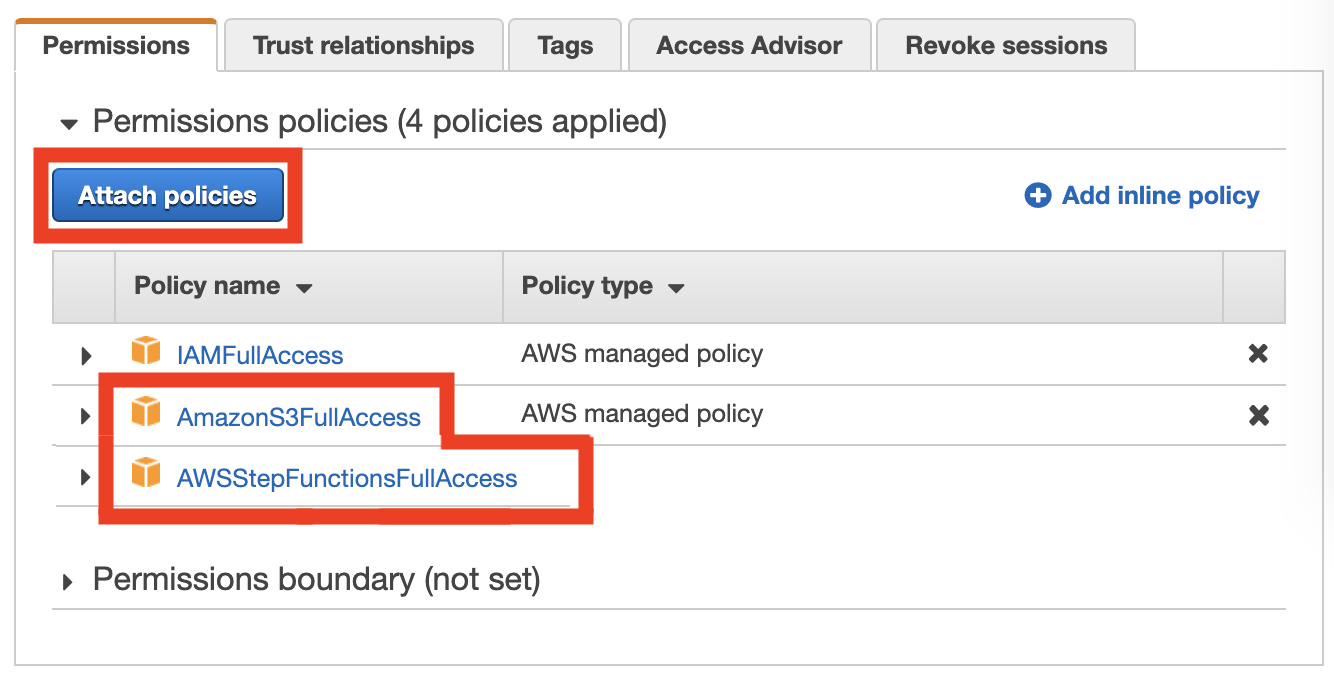 Permissions Trust relationships Tags Access Advisor Revoke sessions
Permissions policies (4 policies applied)
Attach policies Add inline policy
Policy name Policy type
IAMFullAccess AWS managed policy
AmazonS3FullAccess AWS managed policy
AWSStepFunctionsFullAccess
Permissions boundary (not set)